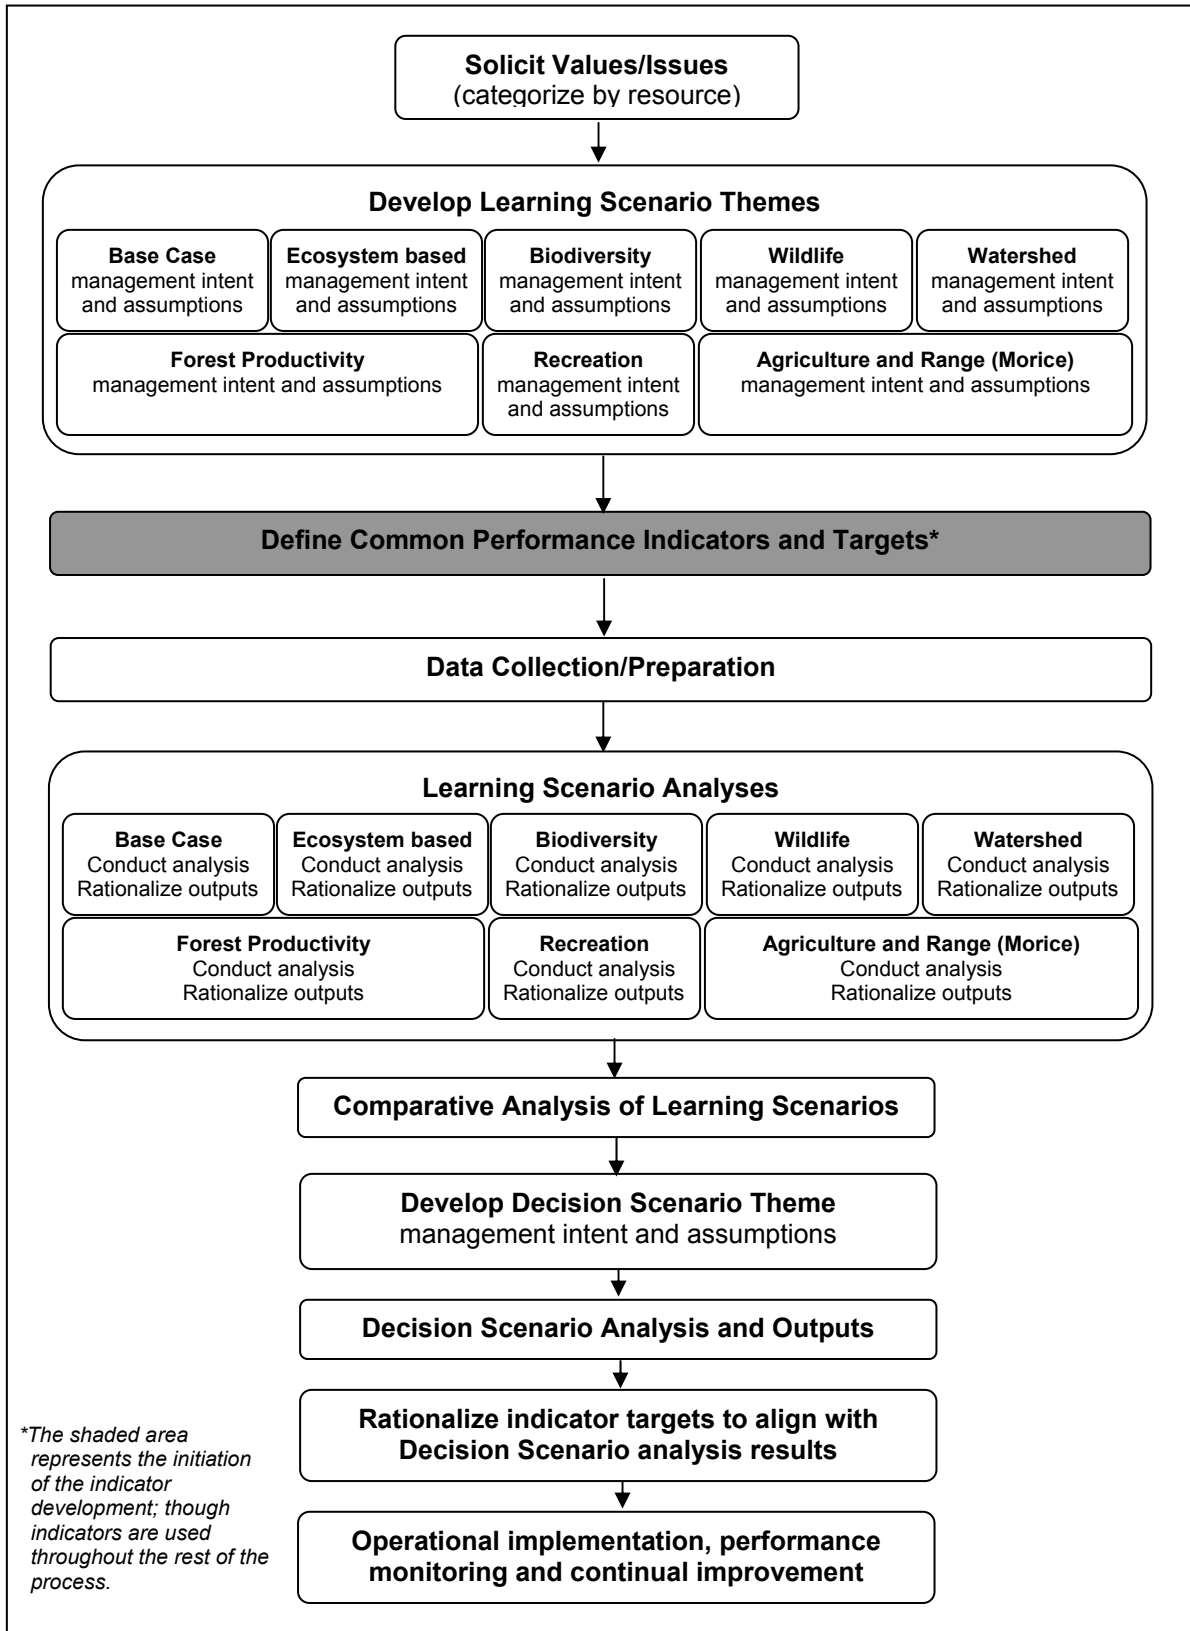 Solicit Values/Issues
(categorize by resource)
Develop Learning Scenario Themes
Base Case
management intent
and assumptions
Ecosystem based
management intent
and assumptions
Biodiversity
management intent
and assumptions
Wildlife
management intent
and assumptions
Watershed
management intent
and assumptions
Forest Productivity
management intent and assumptions
Recreation
management intent
and assumptions
Agriculture and Range (Morice)
management intent and assumptions
Define Common Performance Indicators and Targets*
Data Collection/Preparation
Learning Scenario Analyses
Base Case
Conduct analysis
Rationalize outputs
Ecosystem based
Conduct analysis
Rationalize outputs
Biodiversity
Conduct analysis
Rationalize outputs
Wildlife
Conduct analysis
Rationalize outputs
Watershed
Conduct analysis
Rationalize outputs
Forest Productivity
Conduct analysis
Rationalize outputs
Recreation
Conduct analysis
Rationalize outputs
Agriculture and Range (Morice)
Conduct analysis
Rationalize outputs
Comparative Analysis of Learning Scenarios
Develop Decision Scenario Theme
management intent and assumptions
Decision Scenario Analysis and Outputs
Rationalize indicator targets to align with
Decision Scenario analysis results
Operational implementation, performance
monitoring and continual improvement
*The shaded area
represents the initiation
of the indicator
development; though
indicators are used
throughout the rest of the
process.